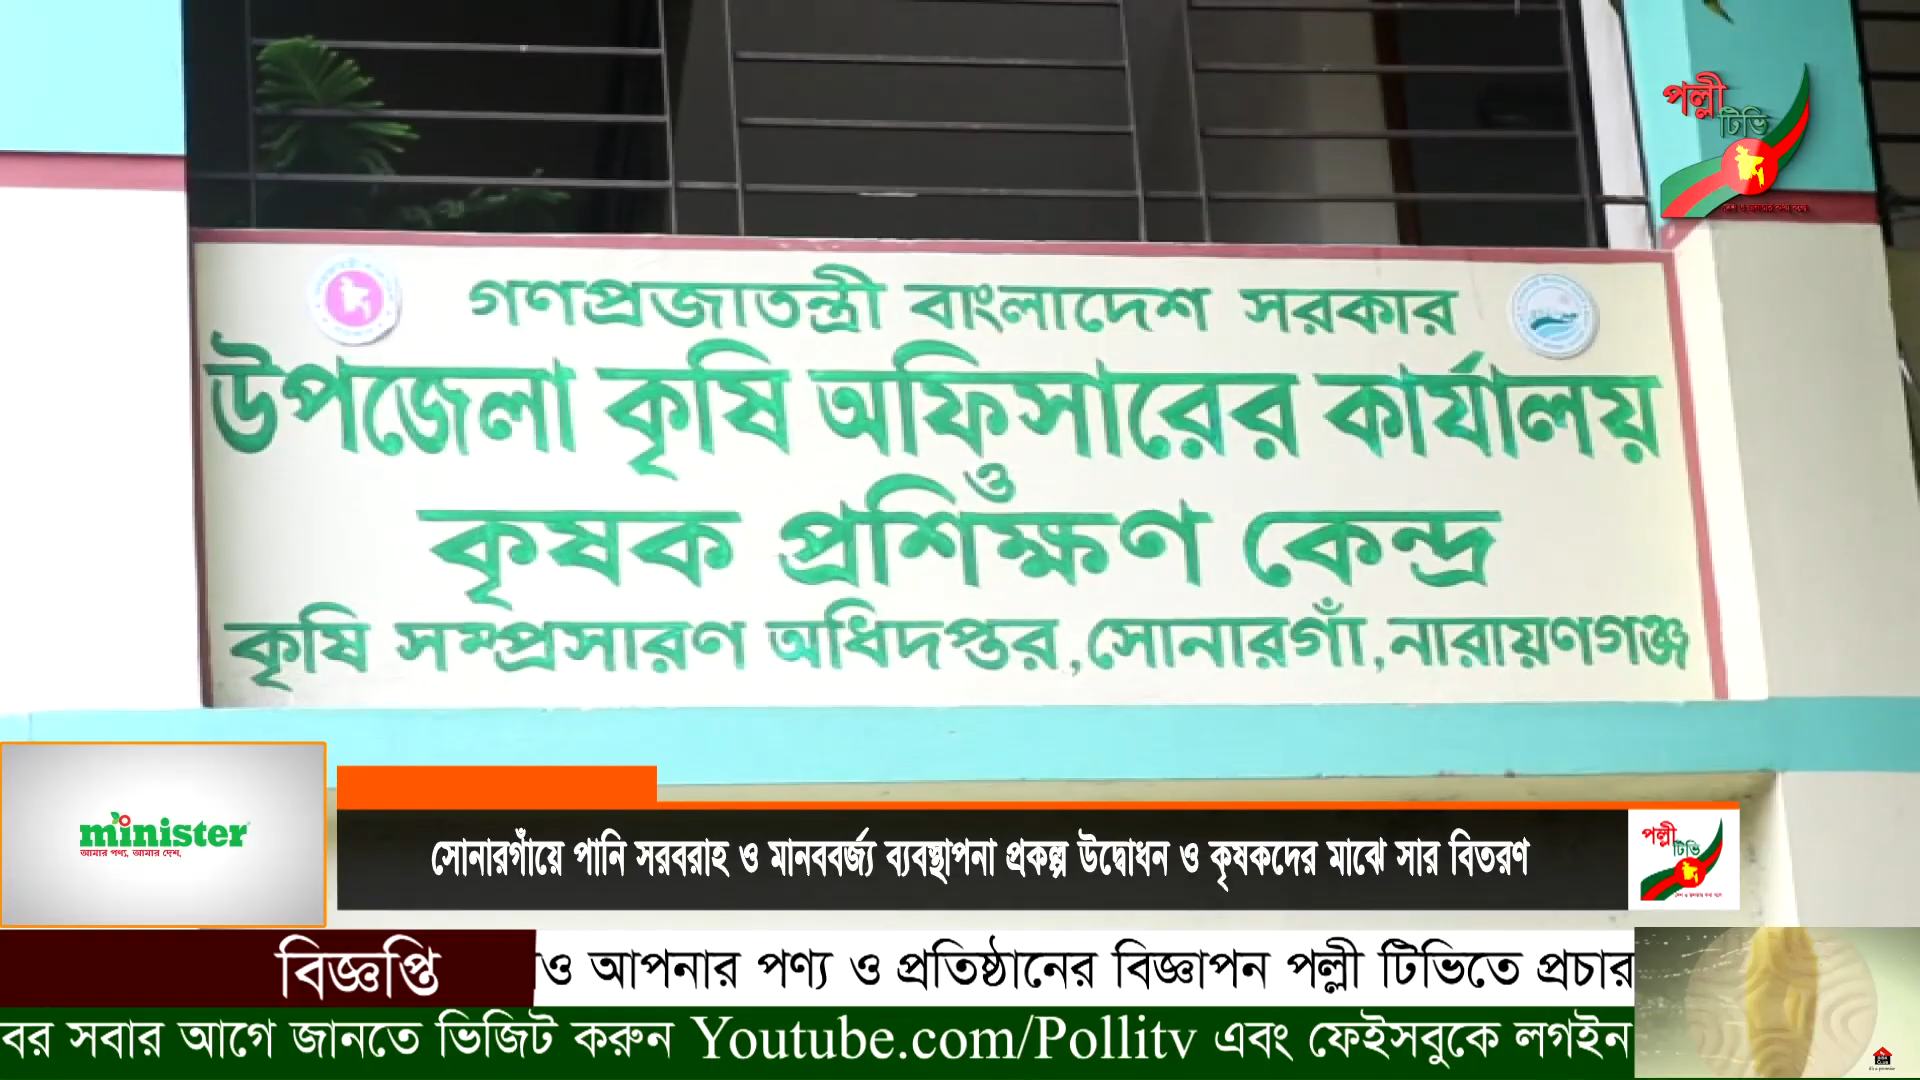 পল্লী
টিভি
গণপ্রজাতন্ত্রী বাংলাদেশ সরকার
উপজেলা কৃষি অফিসারের কার্যালয়
ও
কৃষক প্রশিক্ষণ কেন্দ্র
কৃষি সম্প্রসারণ অধিদপ্তর,সোনারগাঁ,নারায়ণগঞ্জ
minister
আমার পণ্য, আমার দেশ,
সোনারগাঁয়ে পানি সরবরাহ ও মানববর্জ্য ব্যবস্থাপনা প্রকল্প উদ্বোধন ও কৃষকদের মাঝে সার বিতরণ
পল্লী
টিভি
বিজ্ঞপ্তি
ও আপনার পণ্য ও প্রতিষ্ঠানের বিজ্ঞাপন পল্লী টিভিতে প্রচার
বর সবার আগে জানতে ভিজিট করুন Youtube.com/Pollitv এবং ফেইসবুকে লগইন